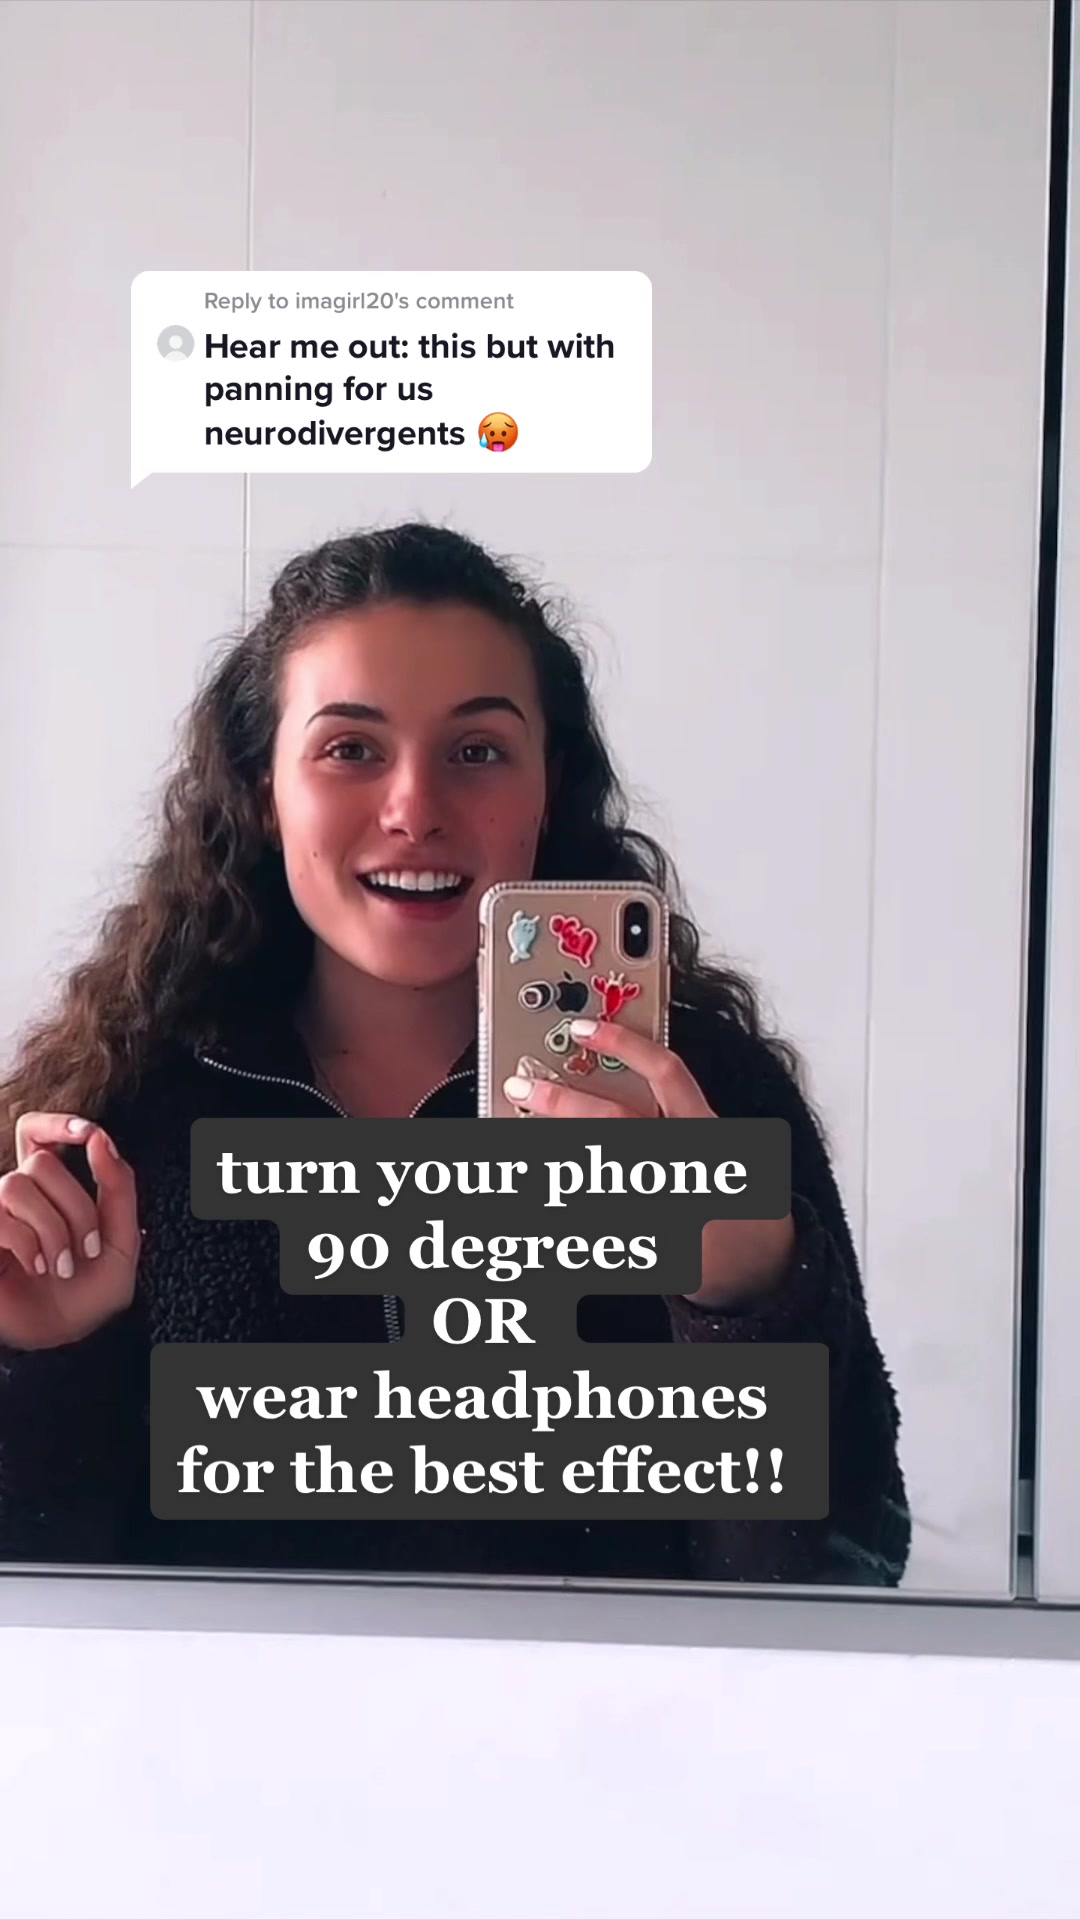 Reply to imagirl20's comment
Hear me out: this but with
panning for us
neurodivergents 🥵
turn your phone
90 degrees
OR
wear headphones
for the best effect!!